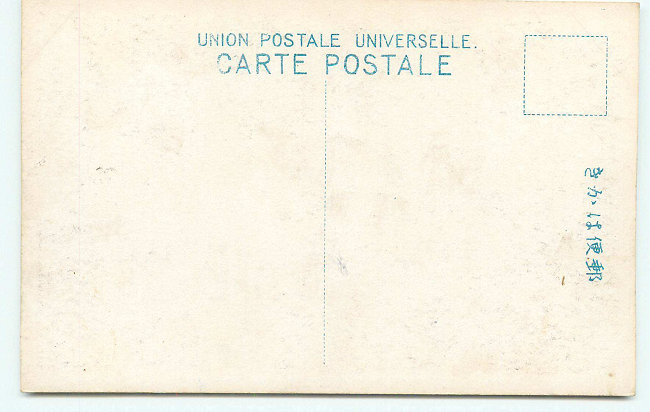 UNION POSTALE UNIVERSELLE.
CARTE POSTALE
きかは便郵